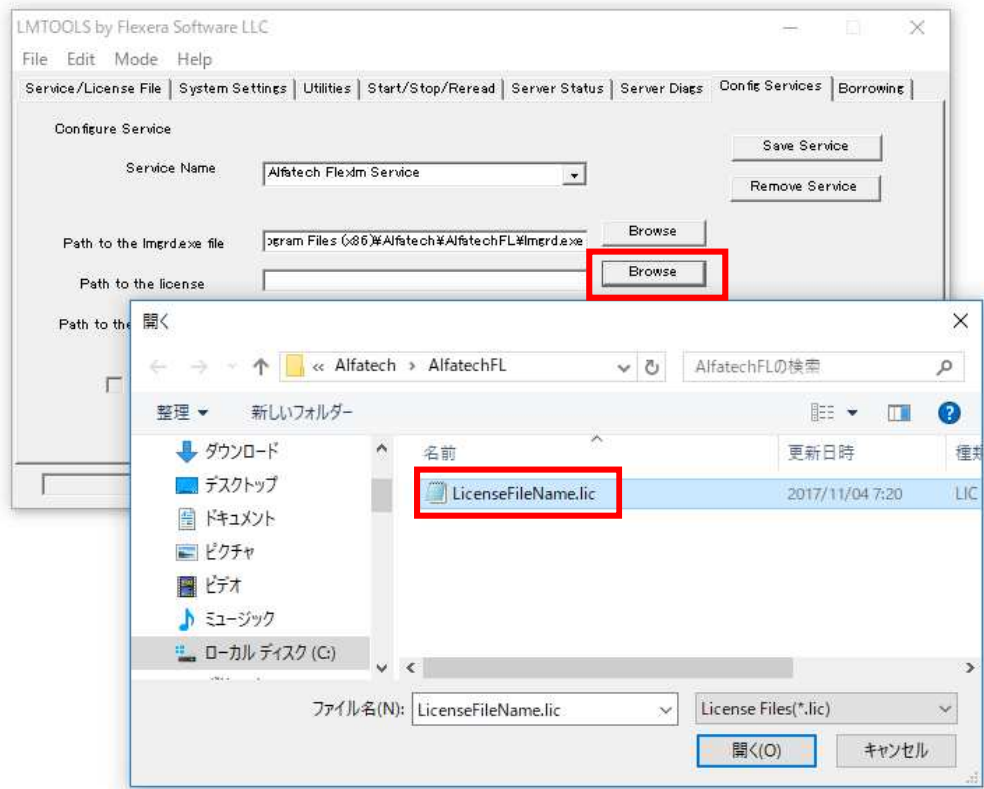 LMTOOLS by Flexera Software LLC
File Edit Mode Help
Service/License File System Settings Utilities Start/Stop/Reread Server Status Server Diags Config Services Borrowing
Configure Service
Save Service
Service Name Alfatech Flexlm Service
Remove Service
Path to the lmgrd.exe file ogram Files (x86)¥Alfatech¥AlfatechFL¥lmgrd.exe Browse
Path to the license Browse
Path to the
開く
« Alfatech › AlfatechFL AlfatechFLの検索
整理 新しいフォルダー
ダウンロード
名前 更新日時 種類
デスクトップ
LicenseFileName.lic 2017/11/04 7:20 LIC
ドキュメント
ピクチャ
ビデオ
ミュージック
ローカル ディスク (C:)
ファイル名(N): LicenseFileName.lic License Files(*.lic)
開く(O) キャンセル